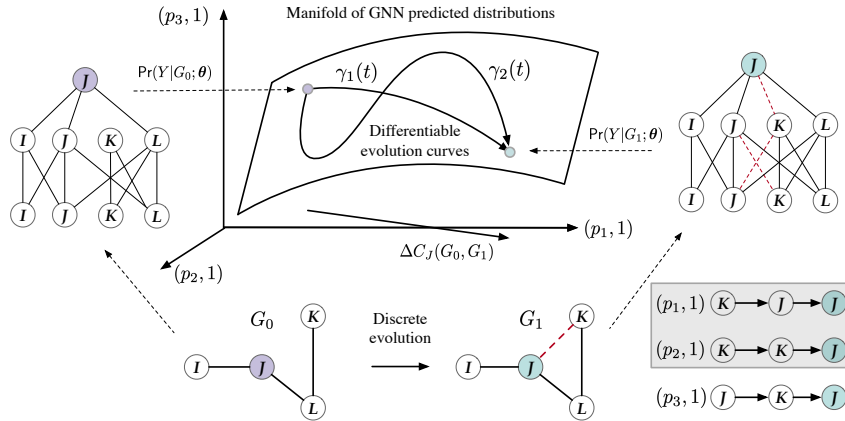 (p₃, 1)
Manifold of GNN predicted distributions
J
Pr(Y|G₀; θ)
γ₁(t)
γ₂(t)
J
I J K L
Differentiable
evolution curves
Pr(Y|G₁; θ)
I J K L
I J K L
I J K L
(p₁, 1)
(p₂, 1)
ΔC_J(G₀, G₁)
G₀
K
Discrete
evolution
G₁
K
I
J
L
I
J
L
(p₁, 1) K J J
(p₂, 1) K K J
(p₃, 1) J K J